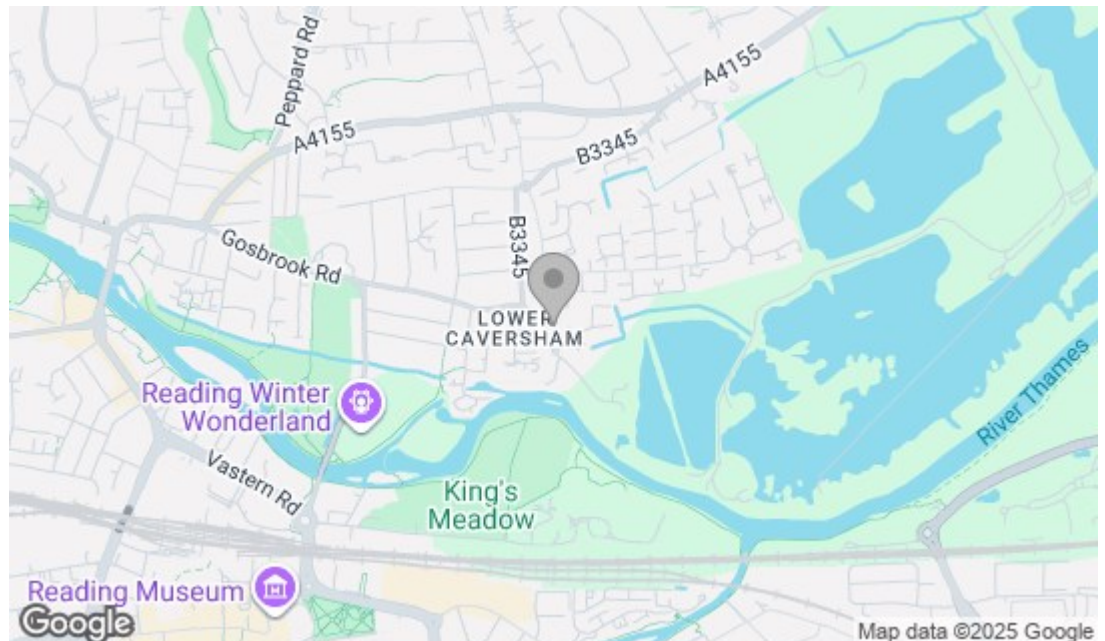 Peppard Rd
A4155
A4155
B3345
B3345
Gosbrook Rd
LOWER
CAVERSHAM
Reading Winter
Wonderland
River Thames
Vastern Rd
King's
Meadow
Reading Museum
Google
Map data ©2025 Google